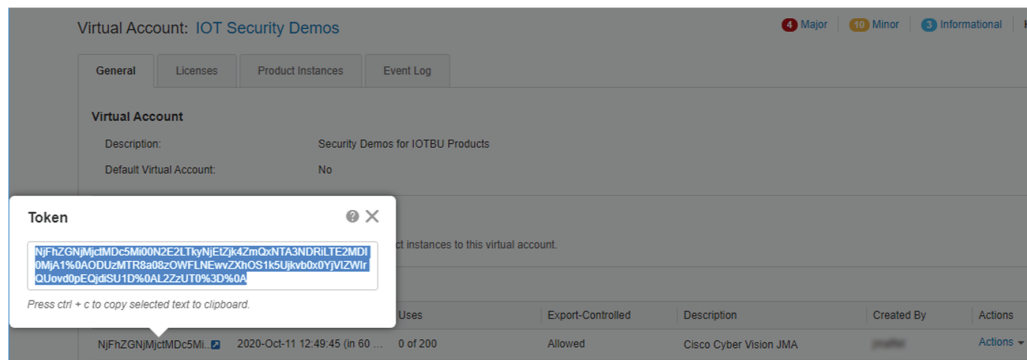 Virtual Account: IOT Security Demos
4 Major 10 Minor 3 Informational
General Licenses Product Instances Event Log
Virtual Account
Description: Security Demos for IOTBU Products
Default Virtual Account: No
Token
ct instances to this virtual account.
NjFhZGNjMjctMDc5Mi00N2E2LTkyNjEtZjk4ZmQxNTA3NDRiLTE2MDI
0MjA1%0AODUzMTR8a08zOWFLNEwvZXhOS1k5Ujkvb0x0YjVlZWIr
QUovd0pEQjdiSU1D%0AL2ZzUT0%3D%0A
Press ctrl + c to copy selected text to clipboard.
Uses Export-Controlled Description Created By Actions
NjFhZGNjMjctMDc5Mi.. 2020-Oct-11 12:49:45 (in 60 ... 0 of 200 Allowed Cisco Cyber Vision JMA Actions